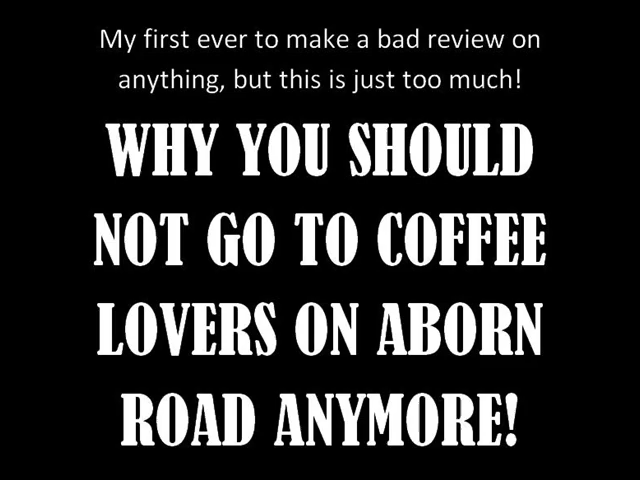 My first ever to make a bad review on
anything, but this is just too much!
WHY YOU SHOULD
NOT GO TO COFFEE
LOVERS ON ABORN
ROAD ANYMORE!